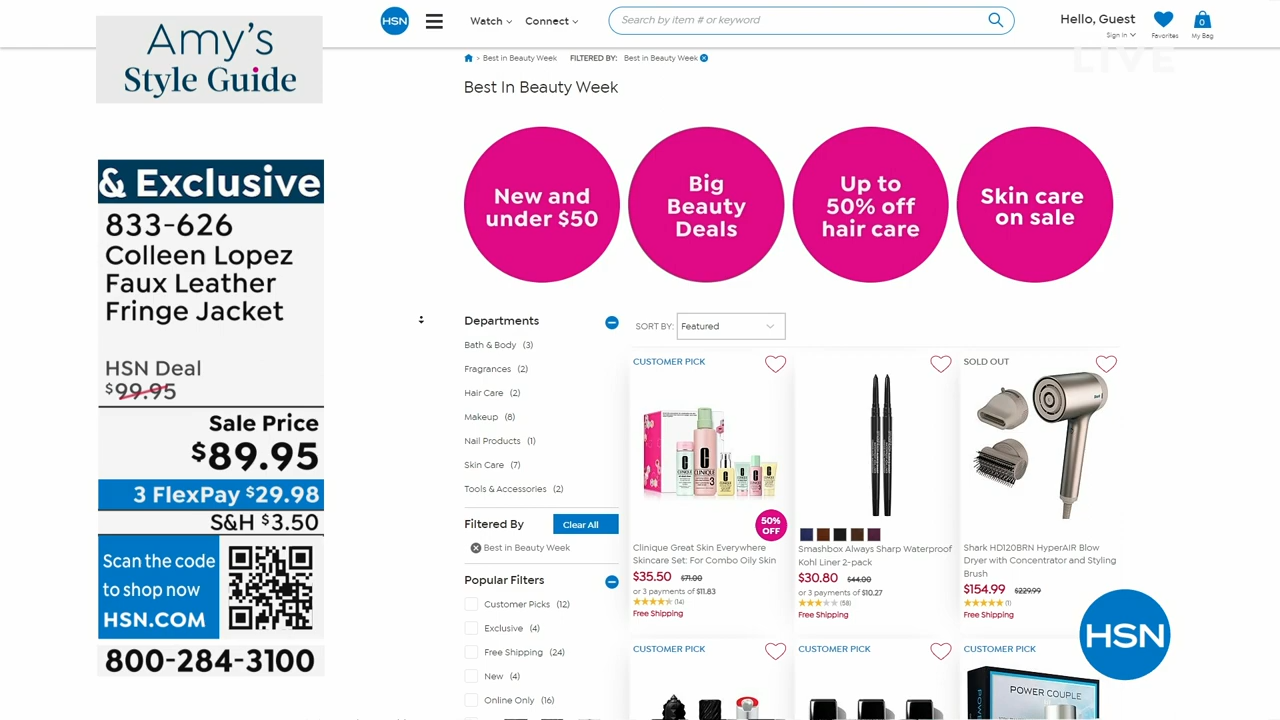 Amy's
Style Guide
& Exclusive
833-626
Colleen Lopez
Faux Leather
Fringe Jacket
HSN Deal
$99.95
Sale Price
$89.95
3 FlexPay $29.98
S&H $3.50
Scan the code
to shop now
HSN.COM
800-284-3100
HSN
Watch
Connect
Search by item # or keyword
Hello, Guest
Sign In
Favorites
0
My Bag
LIVE
> Best in Beauty Week FILTERED BY: Best in Beauty Week
Best In Beauty Week
New and
under $50
Big
Beauty
Deals
Up to
50% off
hair care
Skin care
on sale
Departments
Bath & Body (3)
Fragrances (2)
Hair Care (2)
Makeup (8)
Nail Products (1)
Skin Care (7)
Tools & Accessories (2)
Filtered By
Clear All
Best in Beauty Week
Popular Filters
Customer Picks (12)
Exclusive (4)
Free Shipping (24)
New (4)
Online Only (16)
SORT BY: Featured
CUSTOMER PICK
CLINIQUE
50%
OFF
Clinique Great Skin Everywhere
Skincare Set: For Combo Oily Skin
$35.50 $71.00
or 3 payments of $11.83
(14)
Free Shipping
Smashbox Always Sharp Waterproof
Kohl Liner 2-pack
$30.80 $44.00
or 3 payments of $10.27
(58)
Free Shipping
SOLD OUT
Shark HD120BRN HyperAIR Blow
Dryer with Concentrator and Styling
Brush
$154.99 $229.99
(1)
Free Shipping
CUSTOMER PICK
CUSTOMER PICK
CUSTOMER PICK
POWER COUPLE
HSN